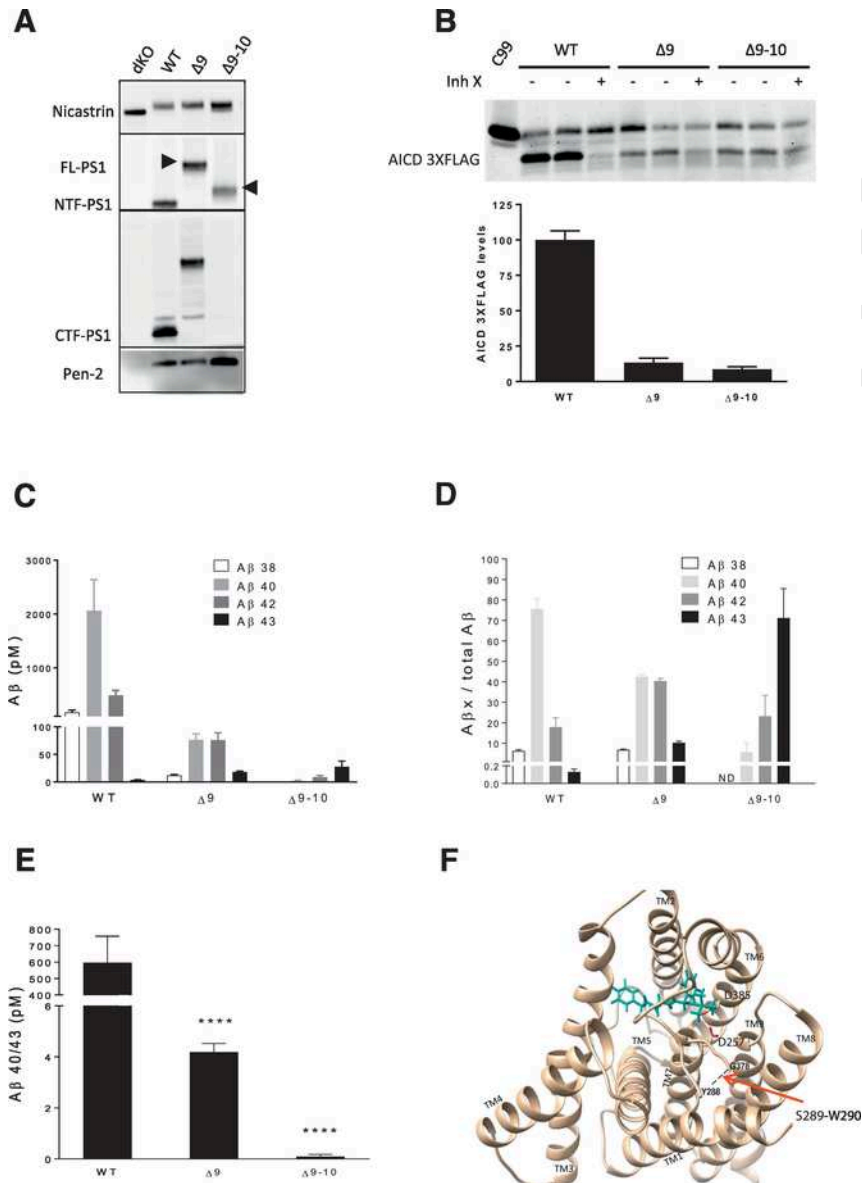 A
dKO
WT
Δ9
Δ9-10
Nicastrin
FL-PS1
NTF-PS1
CTF-PS1
Pen-2
B
C99
WT Δ9 Δ9-10
Inh X - - + - - + - - +
AICD 3XFLAG
AICD 3XFLAG levels
125
100
75
50
25
0
WT Δ9 Δ9-10
C
Aβ (pM)
3000
2000
1000
100
50
0
Aβ 38
Aβ 40
Aβ 42
Aβ 43
WT Δ9 Δ9-10
D
Aβx / total Aβ
100
90
80
70
60
50
40
30
20
10
0.2
0.0
Aβ 38
Aβ 40
Aβ 42
Aβ 43
ND
WT Δ9 Δ9-10
E
Aβ 40/43 (pM)
800
700
600
500
400
6
4
2
0
****
****
WT Δ9 Δ9-10
F
TM2
TM6
D385
TM9
TM8
D257
TM5
TM7
G378
Y288
S289-W290
TM4
TM3
TM1